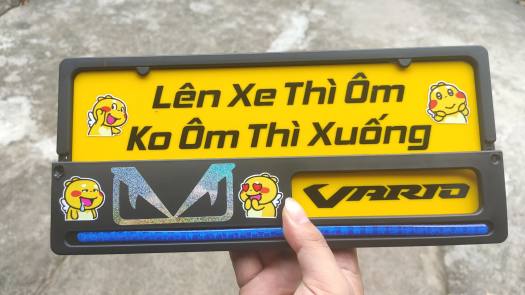 Lên Xe Thì Ôm
Ko Ôm Thì Xuống
VARIO